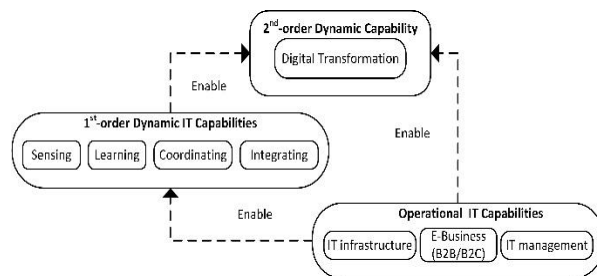 2nd-order Dynamic Capability
Digital Transformation
Enable
1st-order Dynamic IT Capabilities
Sensing
Learning
Coordinating
Integrating
Enable
Enable
Operational IT Capabilities
IT infrastructure
E-Business
(B2B/B2C)
IT management